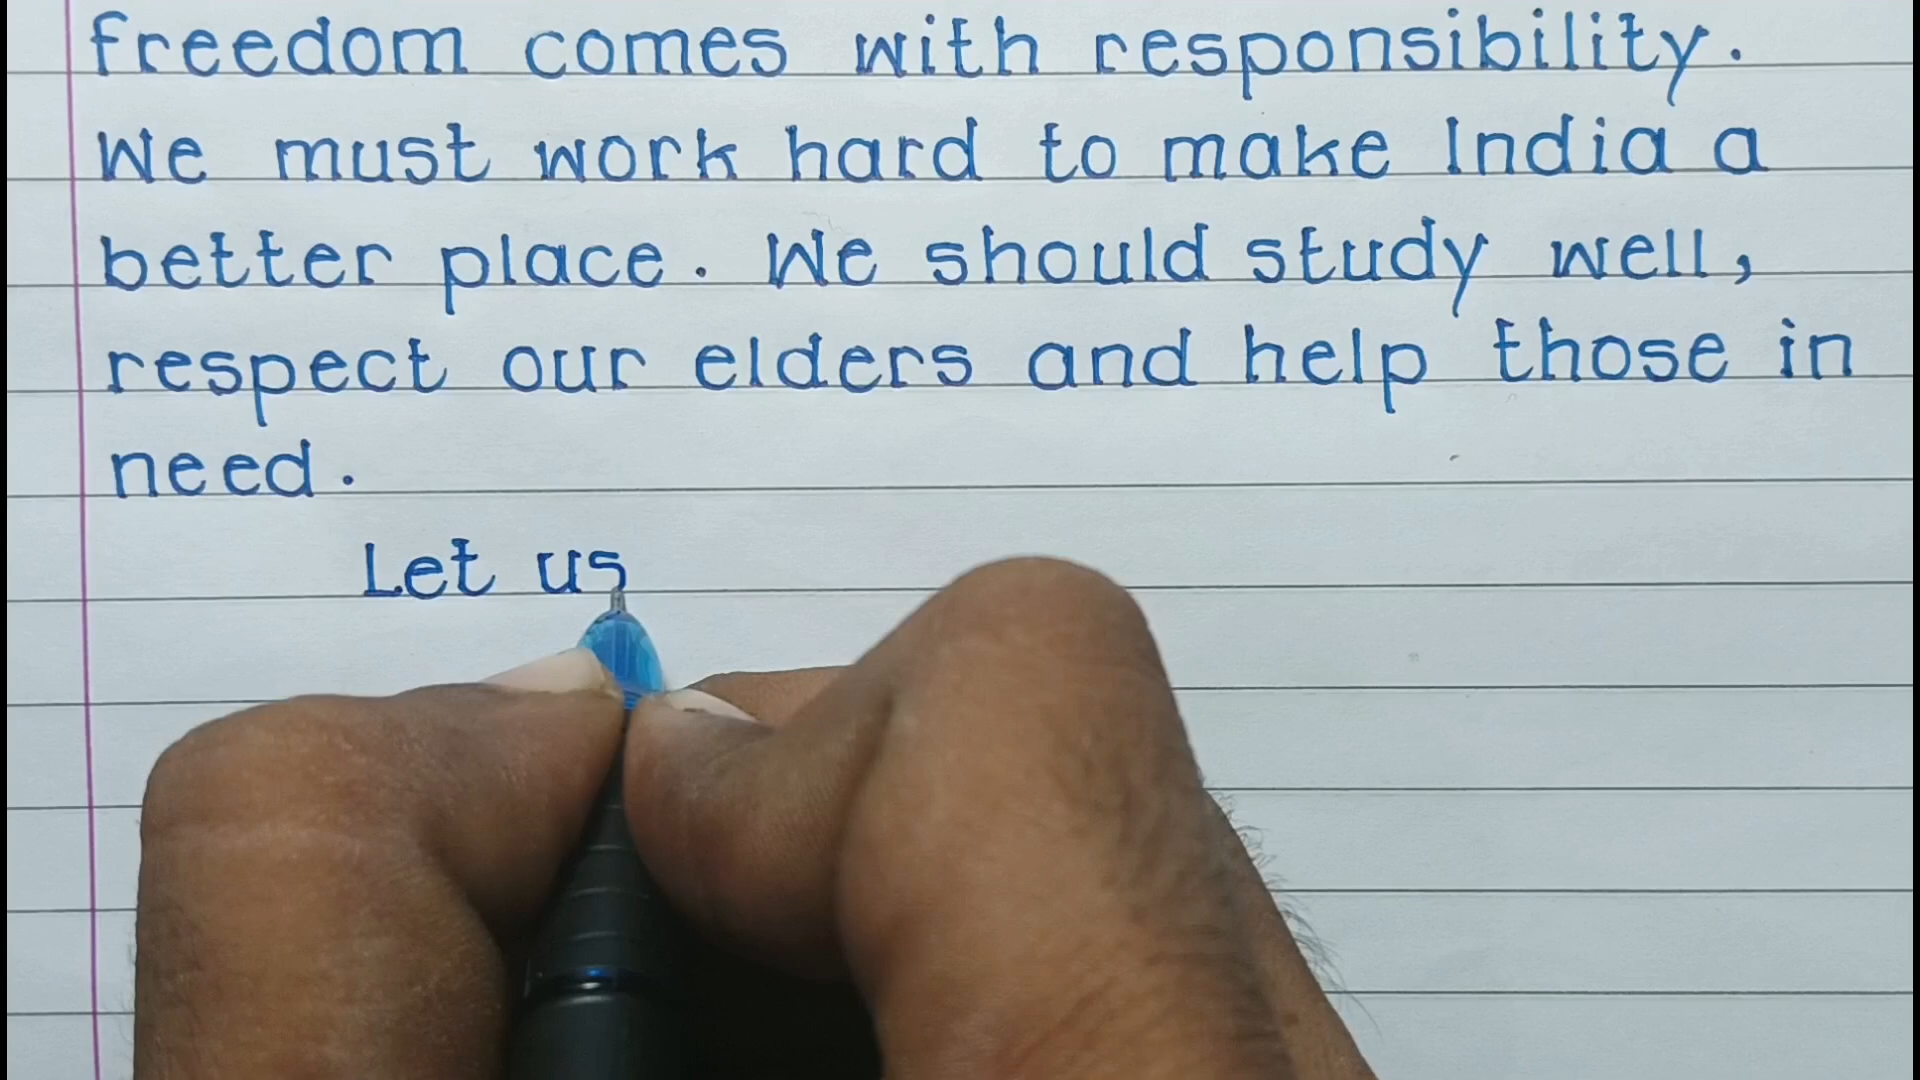 freedom comes with responsibility.
We must work hard to make India a
better place. We should study well,
respect our elders and help those in
need.
Let us